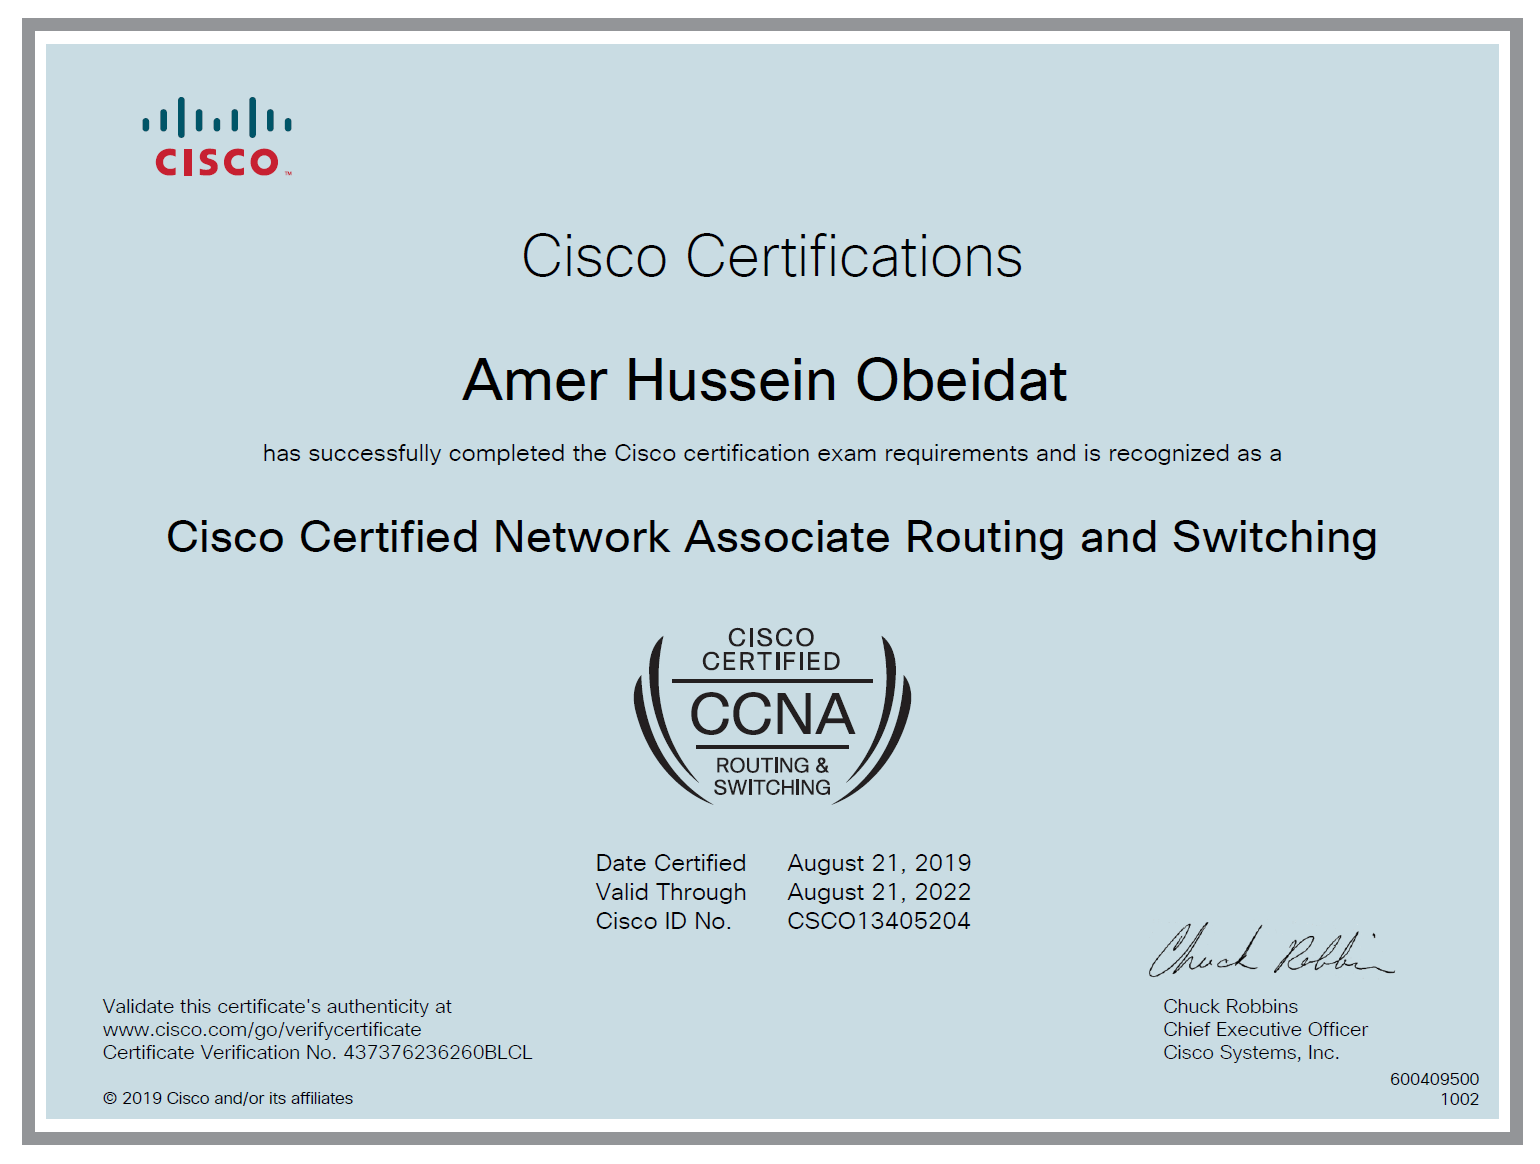 CISCO™
Cisco Certifications
Amer Hussein Obeidat
has successfully completed the Cisco certification exam requirements and is recognized as a
Cisco Certified Network Associate Routing and Switching
CISCO
CERTIFIED
CCNA
ROUTING &
SWITCHING
Date Certified August 21, 2019
Valid Through August 21, 2022
Cisco ID No. CSCO13405204
Chuck Robbins
Validate this certificate's authenticity at
www.cisco.com/go/verifycertificate
Certificate Verification No. 437376236260BLCL
© 2019 Cisco and/or its affiliates
Chuck Robbins
Chief Executive Officer
Cisco Systems, Inc.
600409500
1002